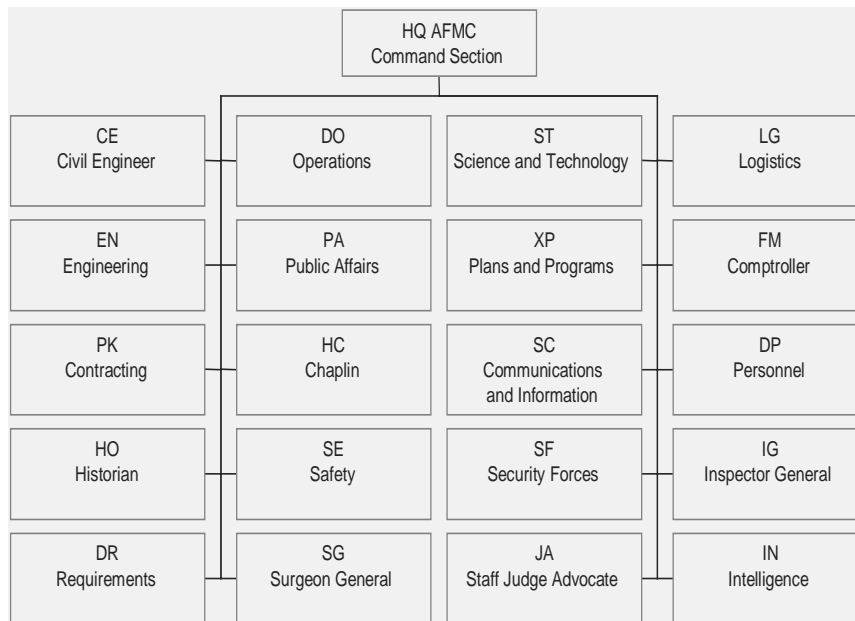 HQ AFMC
Command Section
CE
Civil Engineer
DO
Operations
ST
Science and Technology
LG
Logistics
EN
Engineering
PA
Public Affairs
XP
Plans and Programs
FM
Comptroller
PK
Contracting
HC
Chaplin
SC
Communications
and Information
DP
Personnel
HO
Historian
SE
Safety
SF
Security Forces
IG
Inspector General
DR
Requirements
SG
Surgeon General
JA
Staff Judge Advocate
IN
Intelligence